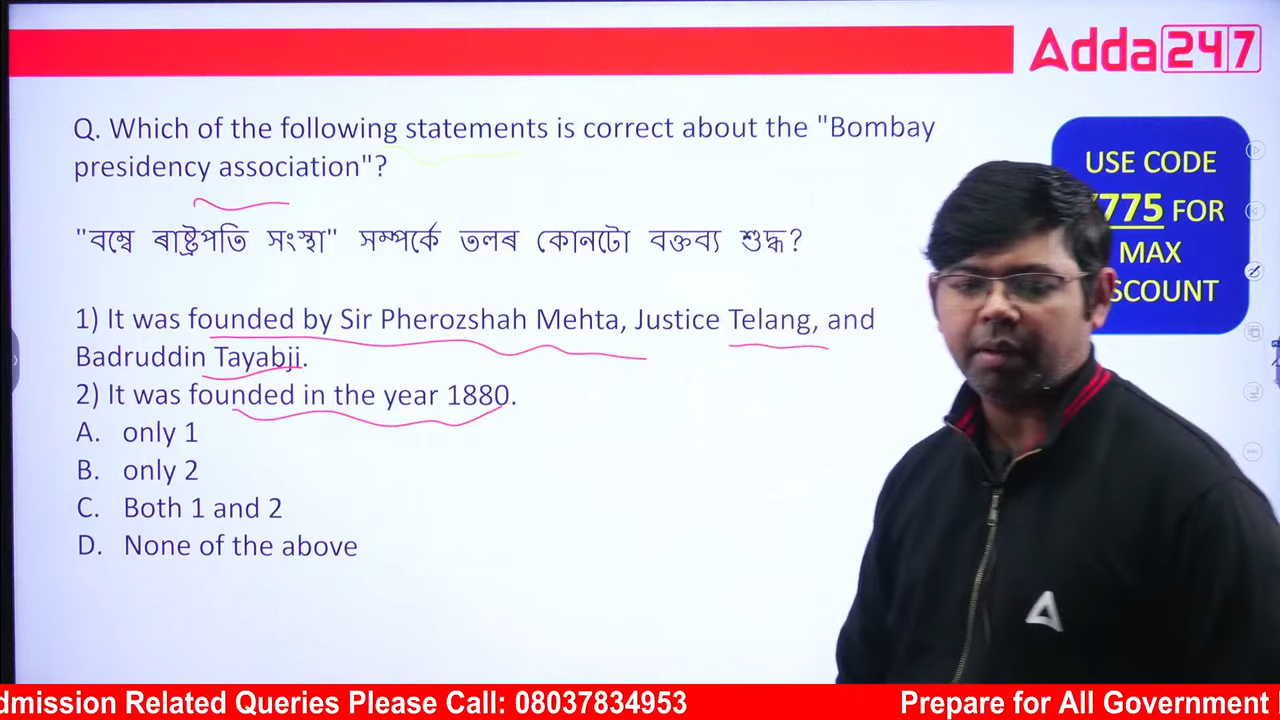 Adda247
Q. Which of the following statements is correct about the "Bombay
presidency association"?
"বম্বে ৰাষ্ট্ৰপতি সংস্থা" সম্পৰ্কে তলৰ কোনটো বক্তব্য শুদ্ধ?
1) It was founded by Sir Pherozshah Mehta, Justice Telang, and
Badruddin Tayabji.
2) It was founded in the year 1880.
A. only 1
B. only 2
C. Both 1 and 2
D. None of the above
USE CODE
775 FOR
MAX
SCOUNT
dmission Related Queries Please Call: 08037834953
Prepare for All Government